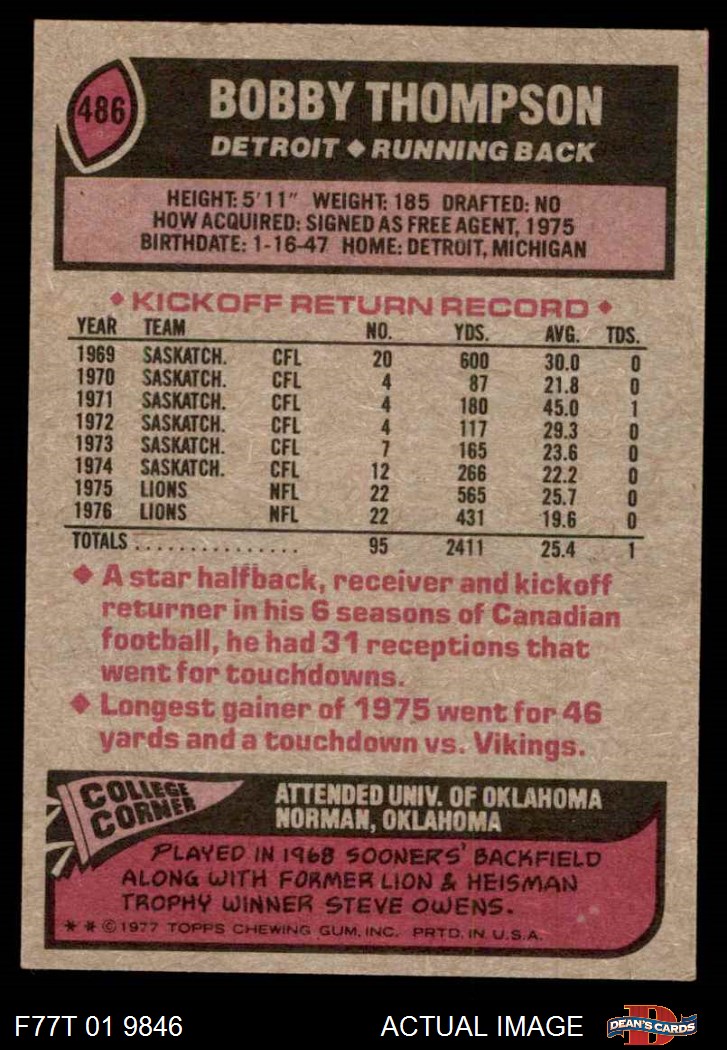 486
BOBBY THOMPSON
DETROIT ◆ RUNNING BACK
HEIGHT: 5'11" WEIGHT: 185 DRAFTED: NO
HOW ACQUIRED: SIGNED AS FREE AGENT, 1975
BIRTHDATE: 1-16-47 HOME: DETROIT, MICHIGAN
◆ KICKOFF RETURN RECORD ◆
YEAR TEAM NO. YDS. AVG. TDS.
1969 SASKATCH. CFL 20 600 30.0 0
1970 SASKATCH. CFL 4 87 21.8 0
1971 SASKATCH. CFL 4 180 45.0 1
1972 SASKATCH. CFL 4 117 29.3 0
1973 SASKATCH. CFL 7 165 23.6 0
1974 SASKATCH. CFL 12 266 22.2 0
1975 LIONS NFL 22 565 25.7 0
1976 LIONS NFL 22 431 19.6 0
TOTALS ............... 95 2411 25.4 1
◆ A star halfback, receiver and kickoff
returner in his 6 seasons of Canadian
football, he had 31 receptions that
went for touchdowns.
◆ Longest gainer of 1975 went for 46
yards and a touchdown vs. Vikings.
COLLEGE
CORNER
ATTENDED UNIV. OF OKLAHOMA
NORMAN, OKLAHOMA
PLAYED IN 1968 SOONERS' BACKFIELD
ALONG WITH FORMER LION & HEISMAN
TROPHY WINNER STEVE OWENS.
* * © 1977 TOPPS CHEWING GUM, INC. PRTD. IN U.S.A.
F77T 01 9846 ACTUAL IMAGE
D
DEAN'S CARDS